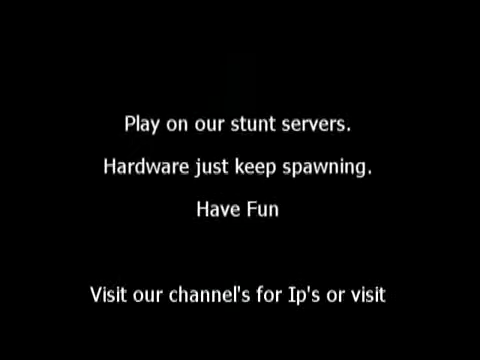 Play on our stunt servers.
Hardware just keep spawning.
Have Fun
Visit our channel's for Ip's or visit